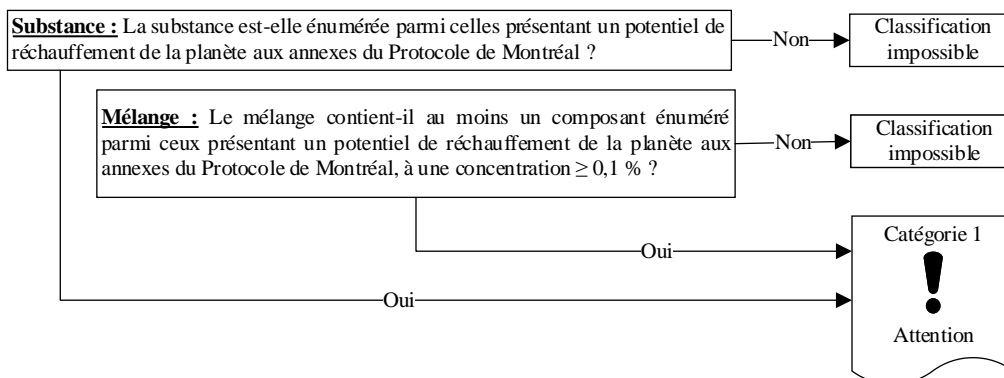 Substance : La substance est-elle énumérée parmi celles présentant un potentiel de
réchauffement de la planète aux annexes du Protocole de Montréal ?
Non
Classification
impossible
Mélange : Le mélange contient-il au moins un composant énuméré
parmi ceux présentant un potentiel de réchauffement de la planète aux
annexes du Protocole de Montréal, à une concentration ≥ 0,1 % ?
Non
Classification
impossible
Oui
Oui
Catégorie 1
Attention